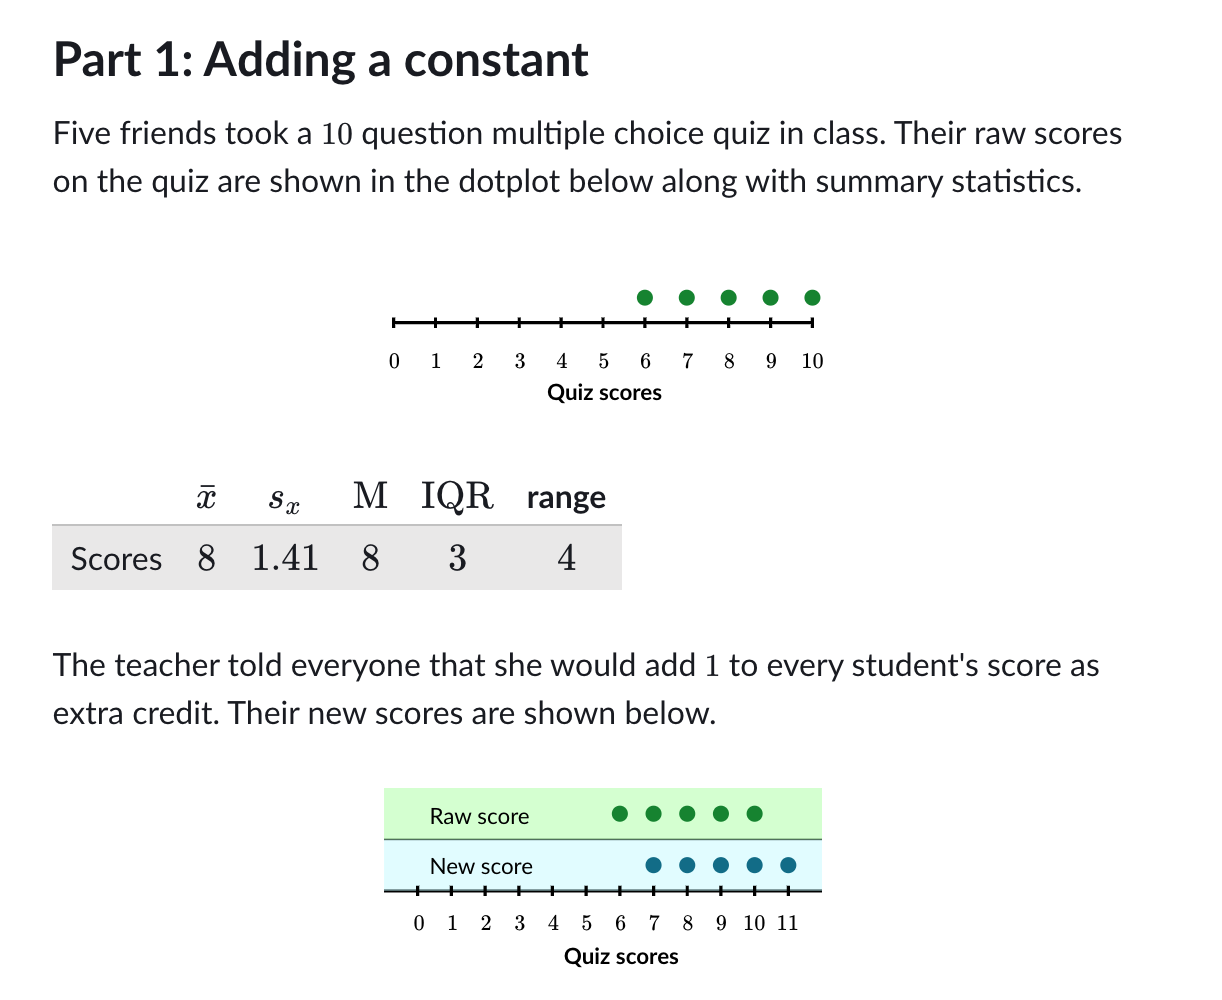 Part 1: Adding a constant
Five friends took a 10 question multiple choice quiz in class. Their raw scores
on the quiz are shown in the dotplot below along with summary statistics.
0 1 2 3 4 5 6 7 8 9 10
Quiz scores
x̄ sₓ M IQR range
Scores 8 1.41 8 3 4
The teacher told everyone that she would add 1 to every student's score as
extra credit. Their new scores are shown below.
Raw score
New score
0 1 2 3 4 5 6 7 8 9 10 11
Quiz scores